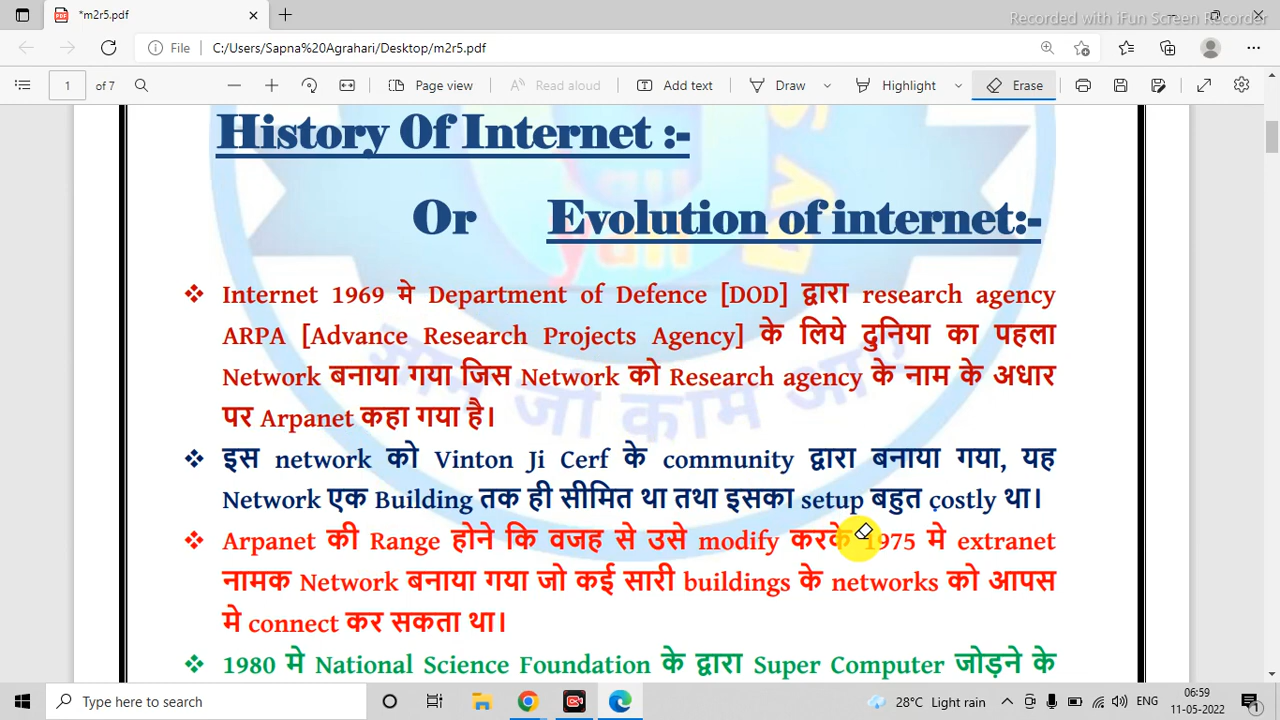 *m2r5.pdf
Recorded with iFun Screen Recorder
File C:/Users/Sapna%20Agrahari/Desktop/m2r5.pdf
1 of 7 Page view Read aloud Add text Draw Highlight Erase
History Of Internet :-
Or Evolution of internet:-
❖ Internet 1969 मे Department of Defence [DOD] द्वारा research agency
ARPA [Advance Research Projects Agency] के लिये दुनिया का पहला
Network बनाया गया जिस Network को Research agency के नाम के अधार
पर Arpanet कहा गया है।
❖ इस network को Vinton Ji Cerf के community द्वारा बनाया गया, यह
Network एक Building तक ही सीमित था तथा इसका setup बहुत costly था।
❖ Arpanet की Range होने कि वजह से उसे modify करके 1975 मे extranet
नामक Network बनाया गया जो कई सारी buildings के networks को आपस
मे connect कर सकता था।
❖ 1980 मे National Science Foundation के द्वारा Super Computer जोड़ने के
अपन जो काम आए
Type here to search
28°C Light rain ENG 06:59
11-05-2022
1